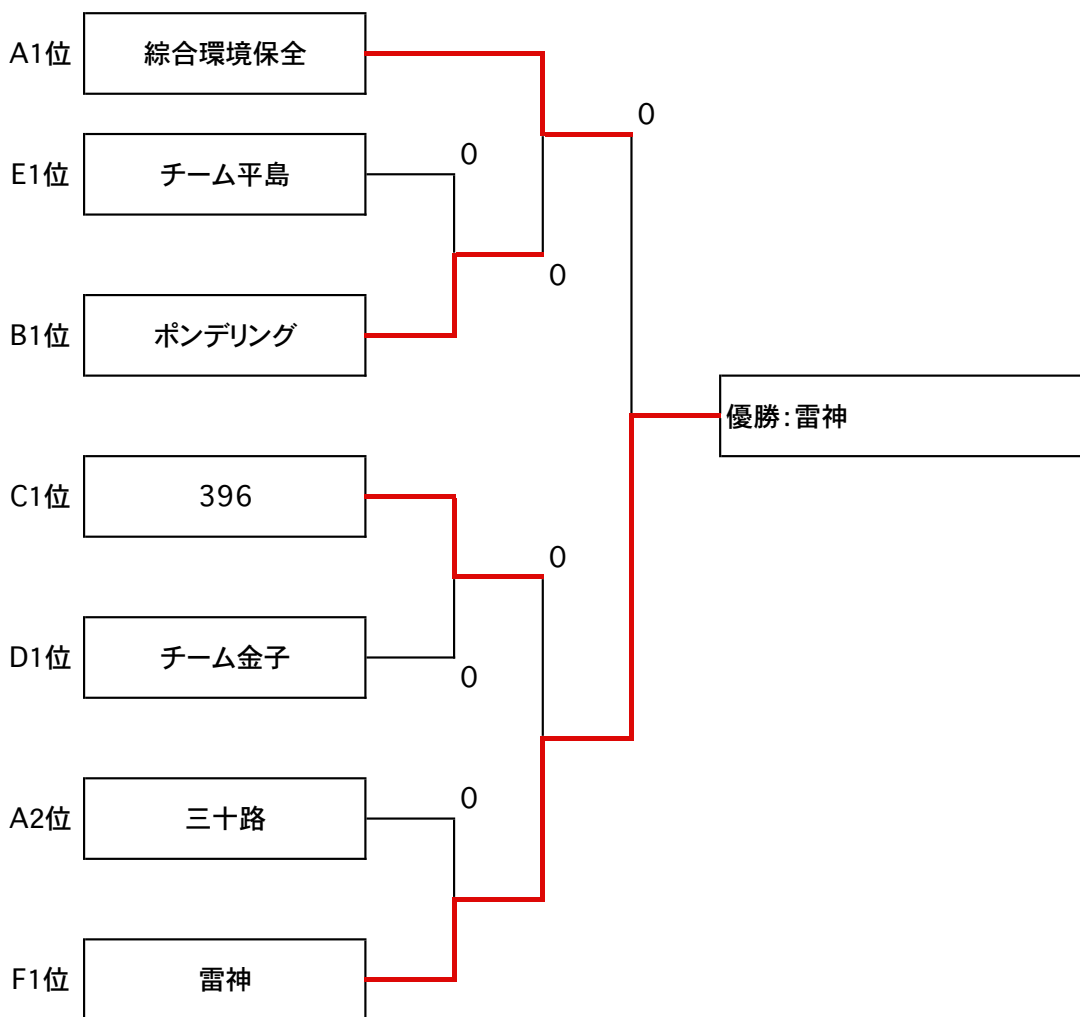 A1位 綜合環境保全
0
E1位 チーム平島
0
0
B1位 ポンデリング
優勝:雷神
C1位 396
0
D1位 チーム金子
0
A2位 三十路
0
F1位 雷神